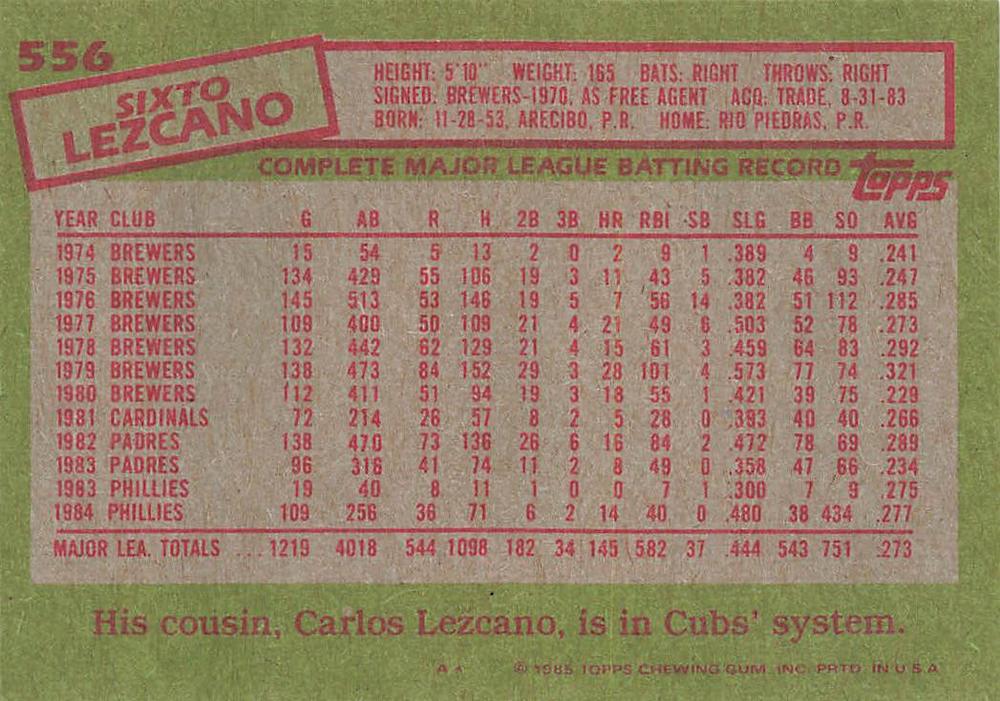 556
SIXTO
LEZCANO
HEIGHT: 5'10" WEIGHT: 165 BATS: RIGHT THROWS: RIGHT
SIGNED: BREWERS-1970, AS FREE AGENT ACQ: TRADE, 8-31-83
BORN: 11-28-53, ARECIBO, P.R. HOME: RIO PIEDRAS, P.R.
COMPLETE MAJOR LEAGUE BATTING RECORD topps
YEAR CLUB G AB R H 2B 3B HR RBI SB SLG BB SO AVG
1974 BREWERS 15 54 5 13 2 0 2 9 1 .389 4 9 .241
1975 BREWERS 134 429 55 106 19 3 11 43 5 .382 46 93 .247
1976 BREWERS 145 513 53 146 19 5 7 56 14 .382 51 112 .285
1977 BREWERS 109 400 50 109 21 4 21 49 6 .503 52 78 .273
1978 BREWERS 132 442 62 129 21 4 15 61 3 .459 64 83 .292
1979 BREWERS 138 473 84 152 29 3 28 101 4 .573 77 74 .321
1980 BREWERS 112 411 51 94 19 3 18 55 1 .421 39 75 .229
1981 CARDINALS 72 214 26 57 8 2 5 28 0 .393 40 40 .266
1982 PADRES 138 470 73 136 26 6 16 84 2 .472 78 69 .289
1983 PADRES 96 316 41 74 11 2 8 49 0 .358 47 66 .234
1983 PHILLIES 19 40 8 11 1 0 0 7 1 .300 7 9 .275
1984 PHILLIES 109 256 36 71 6 2 14 40 0 .480 38 434 .277
MAJOR LEA. TOTALS ... 1219 4018 544 1098 182 34 145 582 37 .444 543 751 .273
His cousin, Carlos Lezcano, is in Cubs' system.
A * © 1985 TOPPS CHEWING GUM. INC. PRTD. IN U S A